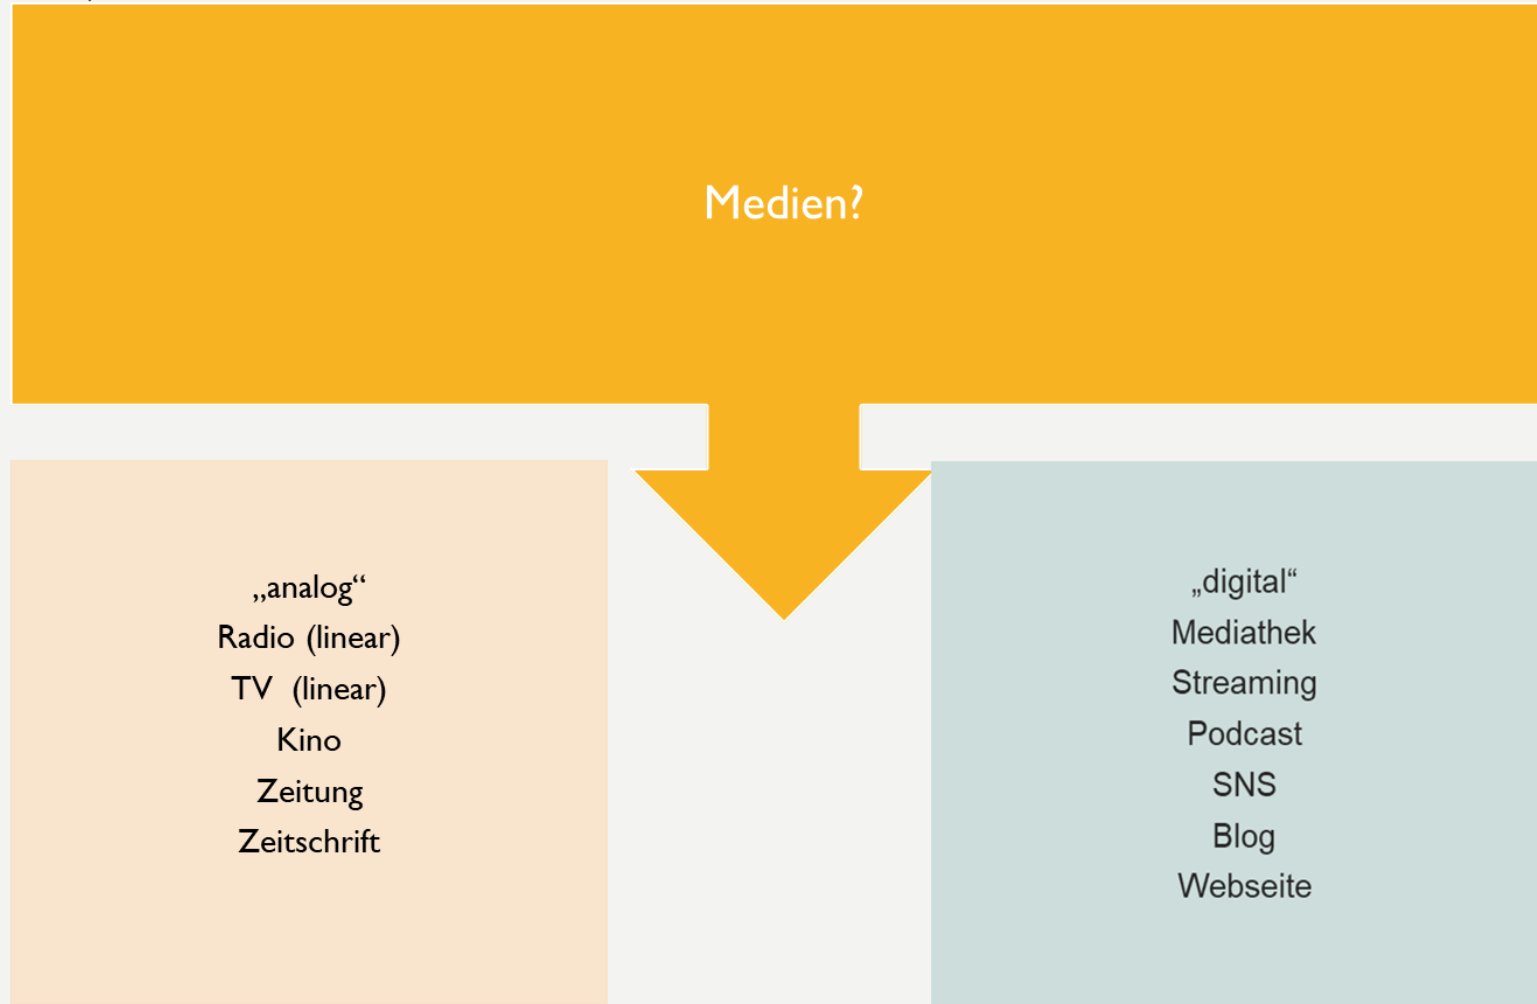 Medien?
„analog“
Radio (linear)
TV  (linear)
Kino
Zeitung
Zeitschrift
„digital“
Mediathek
Streaming
Podcast
SNS
Blog
Webseite